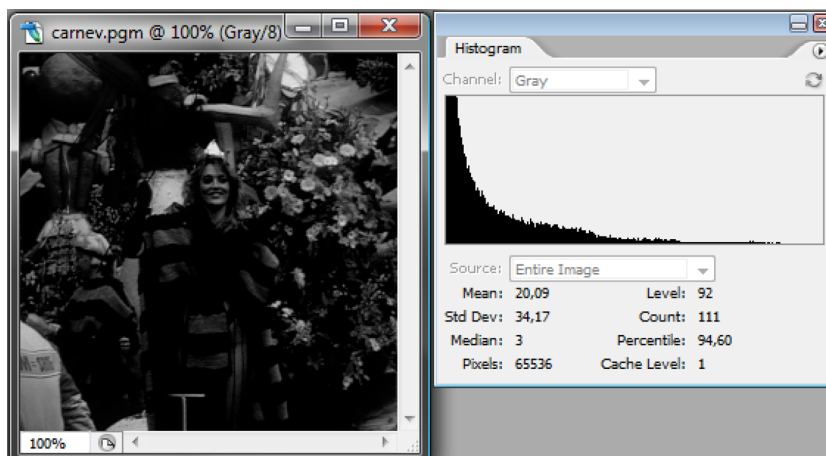 carnev.pgm @ 100% (Gray/8)
100%
Histogram
Channel: Gray
Source: Entire Image
Mean: 20,09 Level: 92
Std Dev: 34,17 Count: 111
Median: 3 Percentile: 94,60
Pixels: 65536 Cache Level: 1